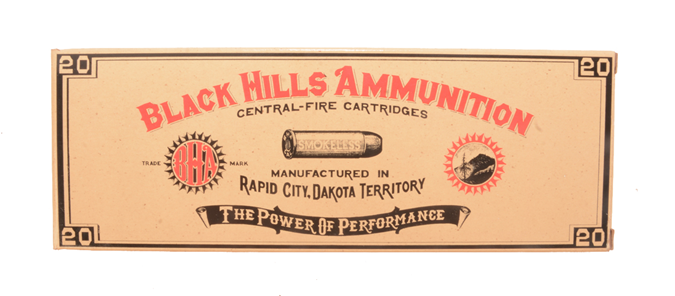 20
20
BLACK HILLS AMMUNITION
CENTRAL-FIRE CARTRIDGES
SMOKELESS
TRADE
BHA
MARK
MANUFACTURED IN
RAPID CITY, DAKOTA TERRITORY
THE POWER OF PERFORMANCE
20
20